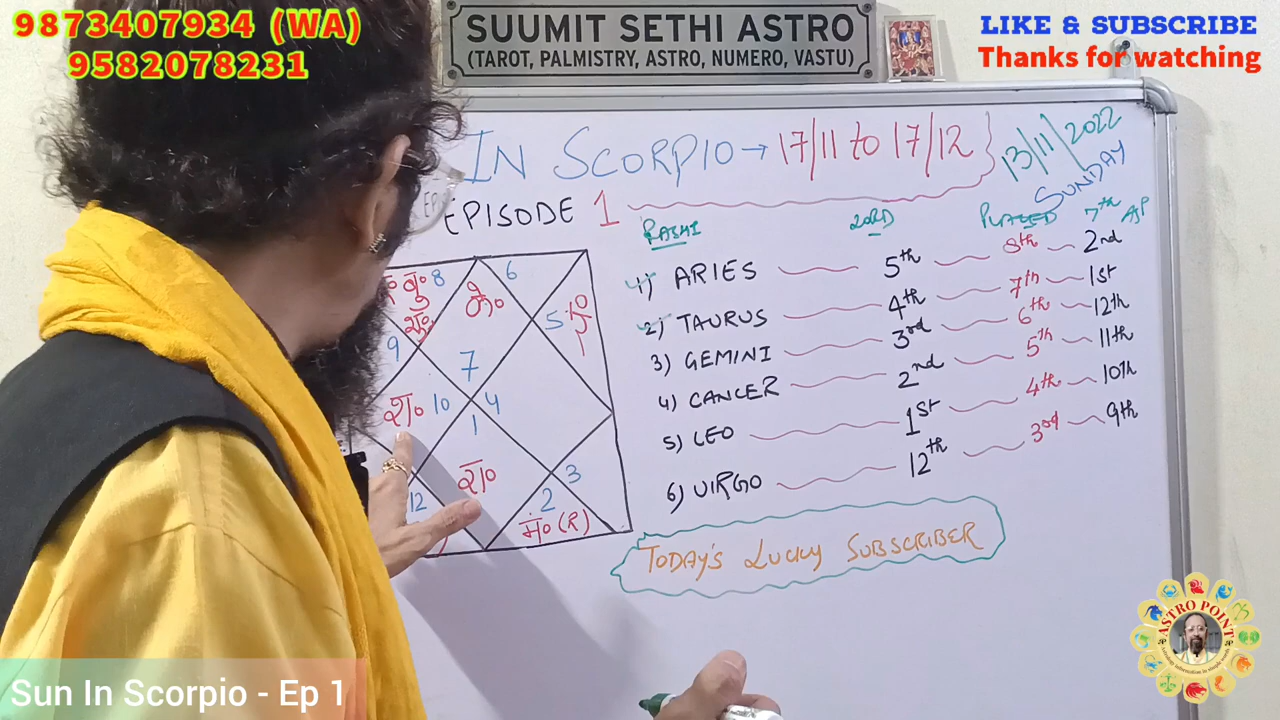 9873407934 (WA)
9582078231
SUUMIT SETHI ASTRO
(TAROT, PALMISTRY, ASTRO, NUMERO, VASTU)
LIKE & SUBSCRIBE
Thanks for watching
IN SCORPIO → 17/11 to 17/12
13/11/2022
SUNDAY
EPISODE 1
RASHI LORD PLACED 7th ASP
1) ARIES 5th 8th 2nd
2) TAURUS 4th 7th 1st
3) GEMINI 3rd 6th 12th
4) CANCER 2nd 5th 11th
5) LEO 1st 4th 10th
6) VIRGO 12th 3rd 9th
बु० 8
शु०
के०
6
5
9
7
श० 10
4
1
रा०
12
3
2
मं० (R)
TODAY'S LUCKY SUBSCRIBER
ASTRO POINT
Sun In Scorpio - Ep 1